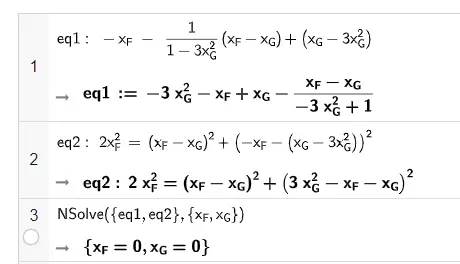 eq1 : − x_F − 1/(1 − 3x_G^2) (x_F − x_G) + (x_G − 3x_G^2)
1
→ eq1 := −3 x_G^2 − x_F + x_G − (x_F − x_G)/(−3 x_G^2 + 1)
eq2 : 2x_F^2 = (x_F − x_G)^2 + (−x_F − (x_G − 3x_G^2))^2
2
→ eq2 : 2 x_F^2 = (x_F − x_G)^2 + (3 x_G^2 − x_F − x_G)^2
3 NSolve({eq1, eq2}, {x_F, x_G})
→ {x_F = 0, x_G = 0}